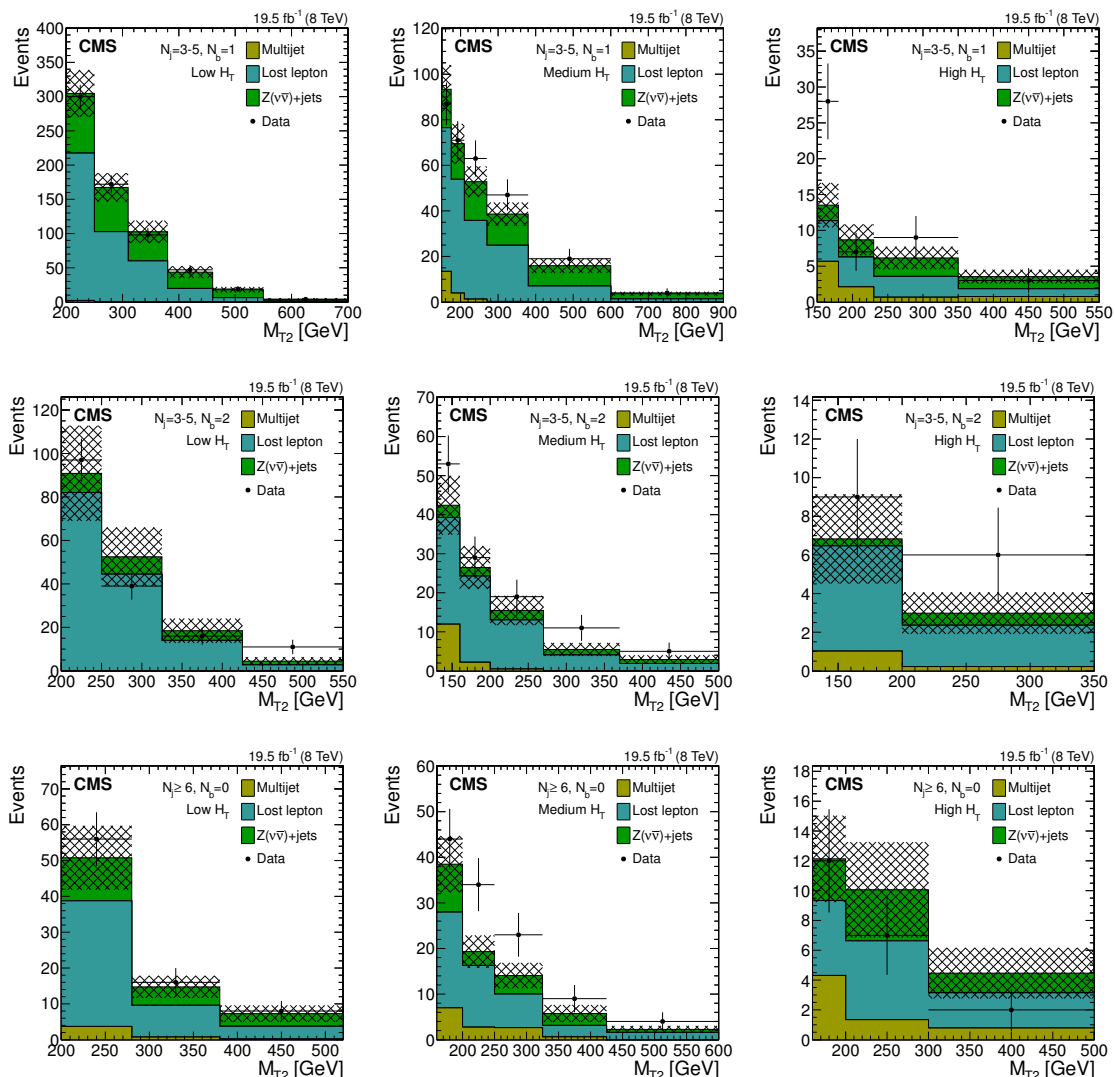 19.5 fb⁻¹ (8 TeV)
Events
400
350
300
250
200
150
100
50
0
CMS
N_j=3-5, N_b=1
Low H_T
Multijet
Lost lepton
Z(νν̅)+jets
Data
200 300 400 500 600 700
M_T2 [GeV]
19.5 fb⁻¹ (8 TeV)
Events
120
100
80
60
40
20
0
CMS
N_j=3-5, N_b=1
Medium H_T
Multijet
Lost lepton
Z(νν̅)+jets
Data
200 300 400 500 600 700 800 900
M_T2 [GeV]
19.5 fb⁻¹ (8 TeV)
Events
35
30
25
20
15
10
5
0
CMS
N_j=3-5, N_b=1
High H_T
Multijet
Lost lepton
Z(νν̅)+jets
Data
150 200 250 300 350 400 450 500 550
M_T2 [GeV]
19.5 fb⁻¹ (8 TeV)
Events
120
100
80
60
40
20
0
CMS
N_j=3-5, N_b=2
Low H_T
Multijet
Lost lepton
Z(νν̅)+jets
Data
200 250 300 350 400 450 500 550
M_T2 [GeV]
19.5 fb⁻¹ (8 TeV)
Events
70
60
50
40
30
20
10
0
CMS
N_j=3-5, N_b=2
Medium H_T
Multijet
Lost lepton
Z(νν̅)+jets
Data
150 200 250 300 350 400 450 500
M_T2 [GeV]
19.5 fb⁻¹ (8 TeV)
Events
14
12
10
8
6
4
2
0
CMS
N_j=3-5, N_b=2
High H_T
Multijet
Lost lepton
Z(νν̅)+jets
Data
150 200 250 300 350
M_T2 [GeV]
19.5 fb⁻¹ (8 TeV)
Events
70
60
50
40
30
20
10
0
CMS
N_j≥ 6, N_b=0
Low H_T
Multijet
Lost lepton
Z(νν̅)+jets
Data
200 250 300 350 400 450 500
M_T2 [GeV]
19.5 fb⁻¹ (8 TeV)
Events
60
50
40
30
20
10
0
CMS
N_j≥ 6, N_b=0
Medium H_T
Multijet
Lost lepton
Z(νν̅)+jets
Data
200 250 300 350 400 450 500 550 600
M_T2 [GeV]
19.5 fb⁻¹ (8 TeV)
Events
18
16
14
12
10
8
6
4
2
0
CMS
N_j≥ 6, N_b=0
High H_T
Multijet
Lost lepton
Z(νν̅)+jets
Data
200 250 300 350 400 450 500
M_T2 [GeV]